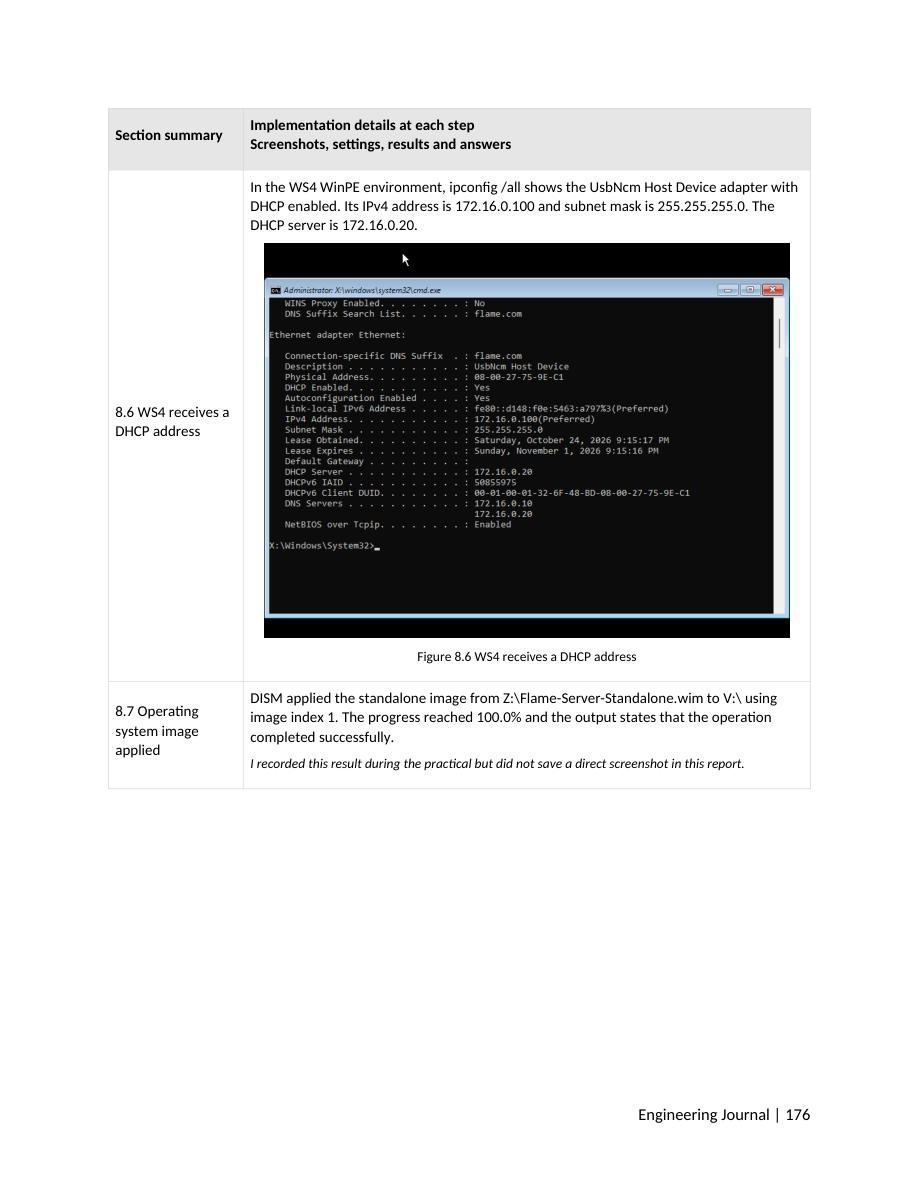 Section summary
Implementation details at each step
Screenshots, settings, results and answers
8.6 WS4 receives a
DHCP address
In the WS4 WinPE environment, ipconfig /all shows the UsbNcm Host Device adapter with
DHCP enabled. Its IPv4 address is 172.16.0.100 and subnet mask is 255.255.255.0. The
DHCP server is 172.16.0.20.
Administrator: X:\windows\system32\cmd.exe
WINS Proxy Enabled. . . . . . . . : No
DNS Suffix Search List. . . . . . : flame.com
Ethernet adapter Ethernet:
Connection-specific DNS Suffix  . : flame.com
Description . . . . . . . . . . . : UsbNcm Host Device
Physical Address. . . . . . . . . : 08-00-27-75-9E-C1
DHCP Enabled. . . . . . . . . . . : Yes
Autoconfiguration Enabled . . . . : Yes
Link-local IPv6 Address . . . . . : fe80::d148:f0e:5463:a797%3(Preferred)
IPv4 Address. . . . . . . . . . . : 172.16.0.100(Preferred)
Subnet Mask . . . . . . . . . . . : 255.255.255.0
Lease Obtained. . . . . . . . . . : Saturday, October 24, 2026 9:15:17 PM
Lease Expires . . . . . . . . . . : Sunday, November 1, 2026 9:15:16 PM
Default Gateway . . . . . . . . . :
DHCP Server . . . . . . . . . . . : 172.16.0.20
DHCPv6 IAID . . . . . . . . . . . : 50855975
DHCPv6 Client DUID. . . . . . . . : 00-01-00-01-32-6F-48-BD-08-00-27-75-9E-C1
DNS Servers . . . . . . . . . . . : 172.16.0.10
172.16.0.20
NetBIOS over Tcpip. . . . . . . . : Enabled
X:\Windows\System32>
Figure 8.6 WS4 receives a DHCP address
8.7 Operating
system image
applied
DISM applied the standalone image from Z:\Flame-Server-Standalone.wim to V:\ using
image index 1. The progress reached 100.0% and the output states that the operation
completed successfully.
I recorded this result during the practical but did not save a direct screenshot in this report.
Engineering Journal | 176